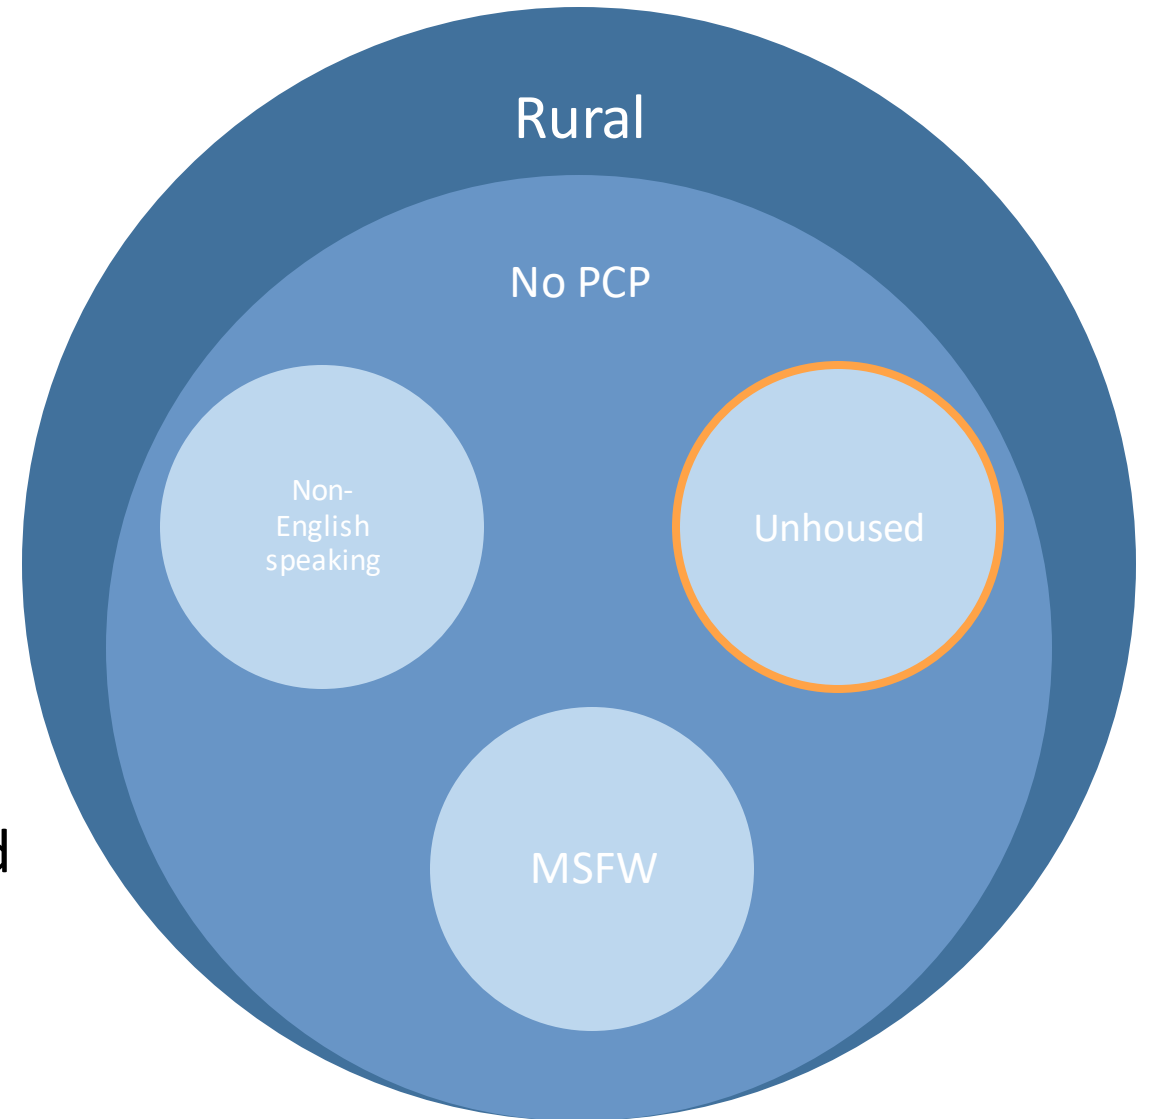 Rural
No PCP
Non-
English
speaking
Unhoused
MSFW
d